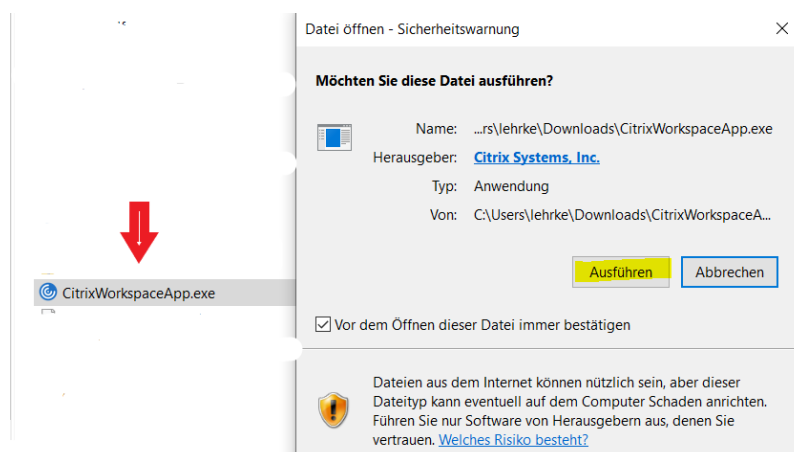 Datei öffnen - Sicherheitswarnung
Möchten Sie diese Datei ausführen?
Name: ...rs\lehrke\Downloads\CitrixWorkspaceApp.exe
Herausgeber: Citrix Systems, Inc.
Typ: Anwendung
Von: C:\Users\lehrke\Downloads\CitrixWorkspaceA...
Ausführen Abbrechen
CitrixWorkspaceApp.exe
Vor dem Öffnen dieser Datei immer bestätigen
Dateien aus dem Internet können nützlich sein, aber dieser
Dateityp kann eventuell auf dem Computer Schaden anrichten.
Führen Sie nur Software von Herausgebern aus, denen Sie
vertrauen. Welches Risiko besteht?